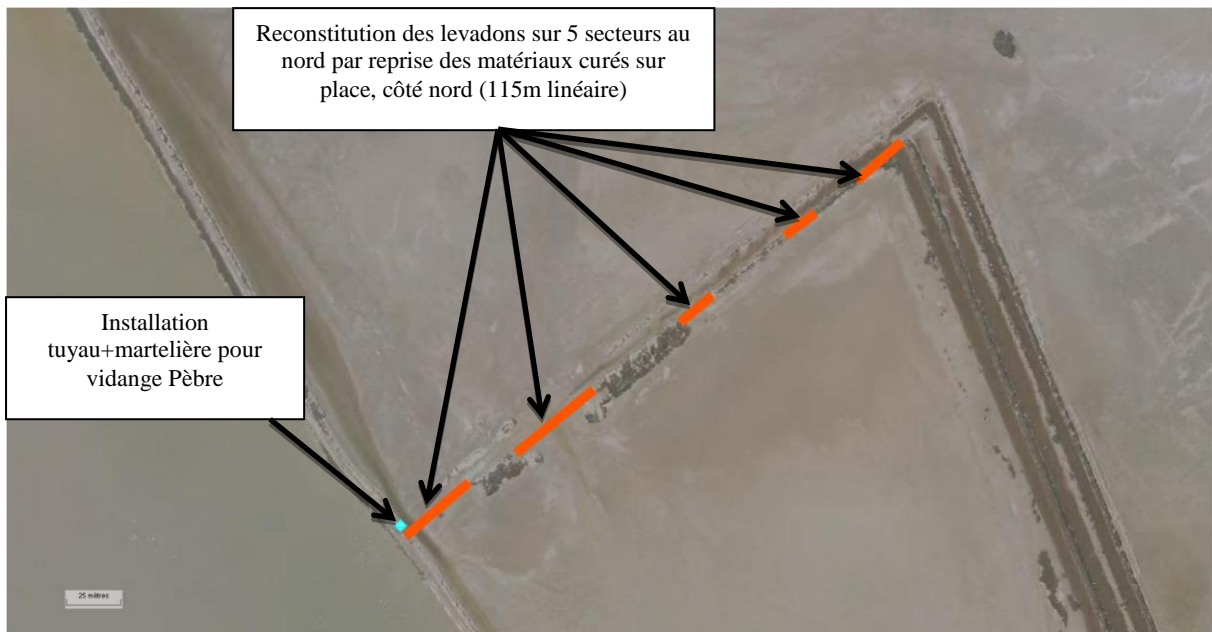 Reconstitution des levadons sur 5 secteurs au
nord par reprise des matériaux curés sur
place, côté nord (115m linéaire)
Installation
tuyau+martelière pour
vidange Pèbre
25 mètres